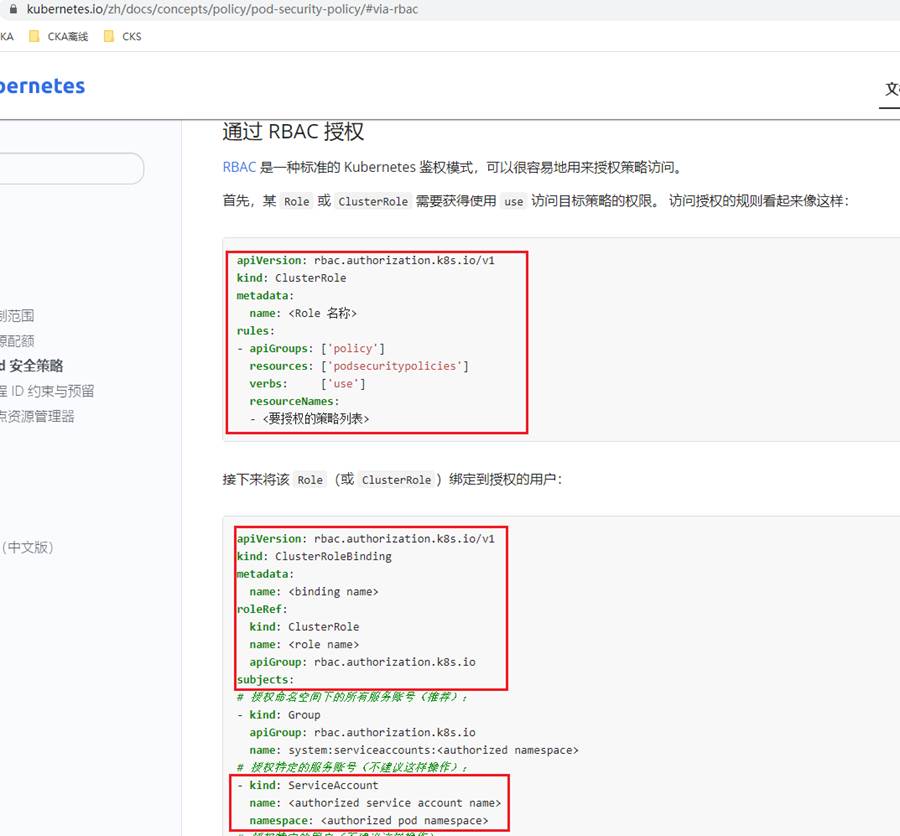 kubernetes.io/zh/docs/concepts/policy/pod-security-policy/#via-rbac
KA CKA离线 CKS
bernetes
文
通过 RBAC 授权
RBAC 是一种标准的 Kubernetes 鉴权模式，可以很容易地用来授权策略访问。
首先，某 Role 或 ClusterRole 需要获得使用 use 访问目标策略的权限。 访问授权的规则看起来像这样：
apiVersion: rbac.authorization.k8s.io/v1
kind: ClusterRole
metadata:
  name: <Role 名称>
rules:
- apiGroups: ['policy']
  resources: ['podsecuritypolicies']
  verbs:     ['use']
  resourceNames:
  - <要授权的策略列表>
制范围
源配额
d 安全策略
程 ID 约束与预留
点资源管理器
接下来将该 Role （或 ClusterRole ）绑定到授权的用户：
apiVersion: rbac.authorization.k8s.io/v1
kind: ClusterRoleBinding
metadata:
  name: <binding name>
roleRef:
  kind: ClusterRole
  name: <role name>
  apiGroup: rbac.authorization.k8s.io
subjects:
# 授权命名空间下的所有服务账号（推荐）：
- kind: Group
  apiGroup: rbac.authorization.k8s.io
  name: system:serviceaccounts:<authorized namespace>
# 授权特定的服务账号（不建议这样操作）：
- kind: ServiceAccount
  name: <authorized service account name>
  namespace: <authorized pod namespace>
(中文版)